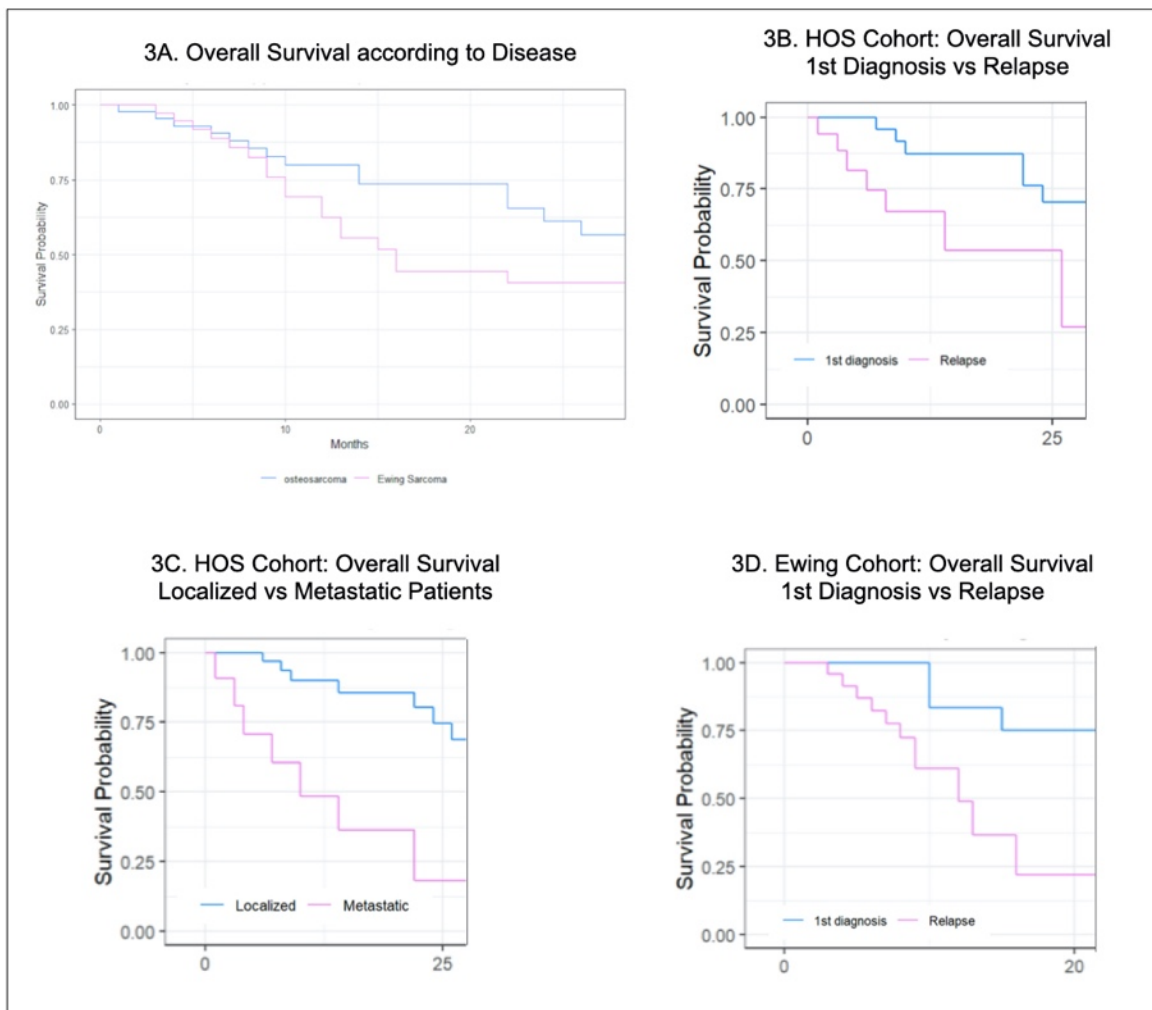 3A. Overall Survival according to Disease
1.00
0.75
0.50
0.25
0.00
Survival Probability
0
10
20
Months
osteosarcoma
Ewing Sarcoma
3B. HOS Cohort: Overall Survival
1st Diagnosis vs Relapse
1.00
0.75
0.50
0.25
0.00
Survival Probability
1st diagnosis
Relapse
0
25
3C. HOS Cohort: Overall Survival
Localized vs Metastatic Patients
1.00
0.75
0.50
0.25
0.00
Survival Probability
Localized
Metastatic
0
25
3D. Ewing Cohort: Overall Survival
1st Diagnosis vs Relapse
1.00
0.75
0.50
0.25
0.00
Survival Probability
1st diagnosis
Relapse
0
20